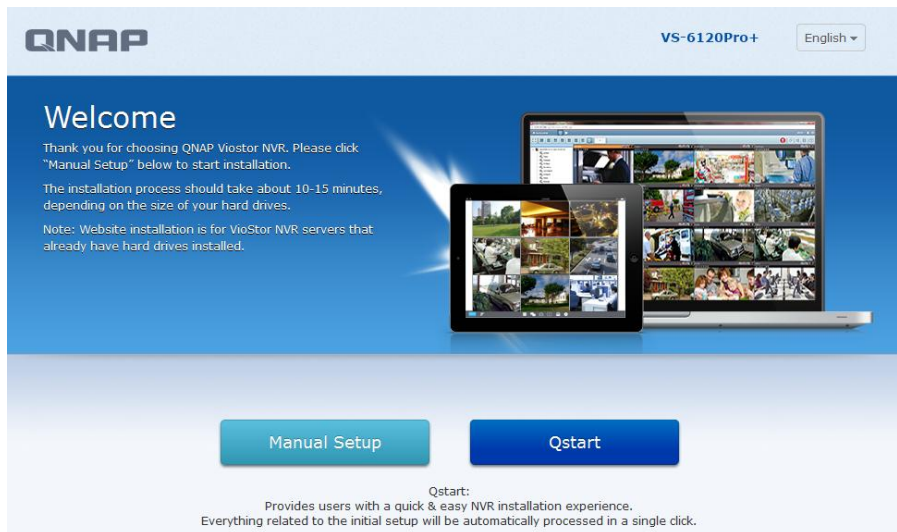 QNAP
VS-6120Pro+
English
Welcome
Thank you for choosing QNAP Viostor NVR. Please click
"Manual Setup" below to start installation.
The installation process should take about 10-15 minutes,
depending on the size of your hard drives.
Note: Website installation is for VioStor NVR servers that
already have hard drives installed.
Manual Setup
Qstart
Qstart:
Provides users with a quick & easy NVR installation experience.
Everything related to the initial setup will be automatically processed in a single click.